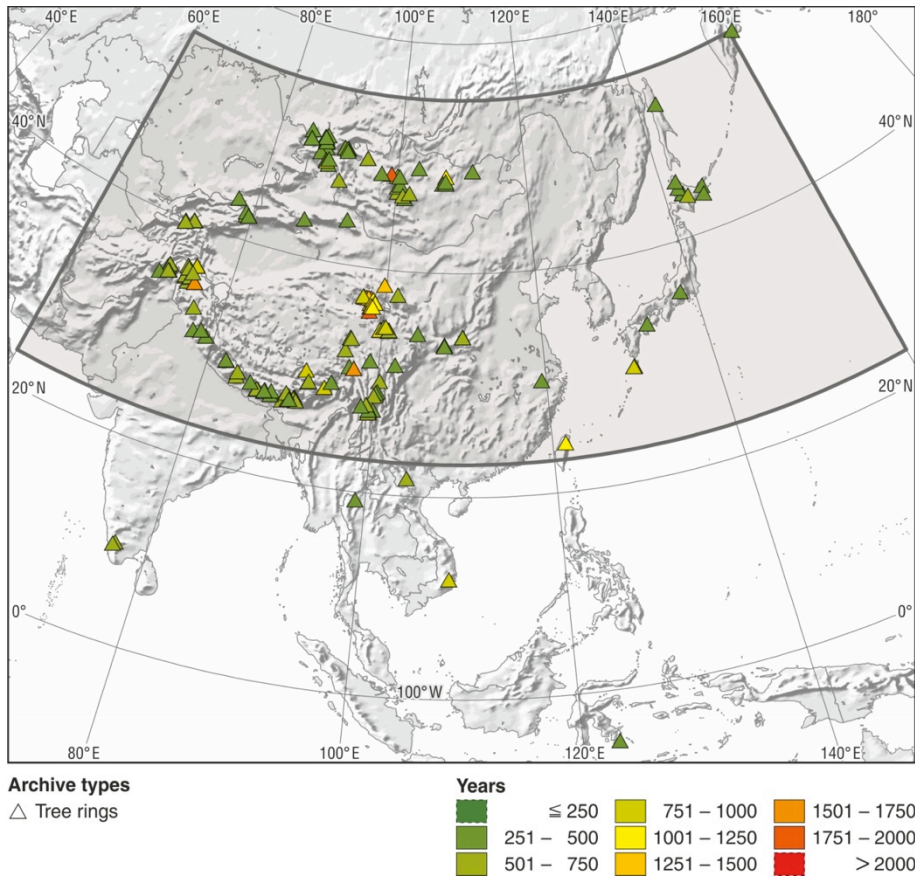 40°E 60°E 80°E 100°E 120°E 140°E 160°E 180°
40°N 40°N
20°N 20°N
0° 0°
100°W
80°E 100°E 120°E 140°E
Archive types
△ Tree rings
Years
≦ 250 751 – 1000 1501 – 1750
251 – 500 1001 – 1250 1751 – 2000
501 – 750 1251 – 1500 > 2000